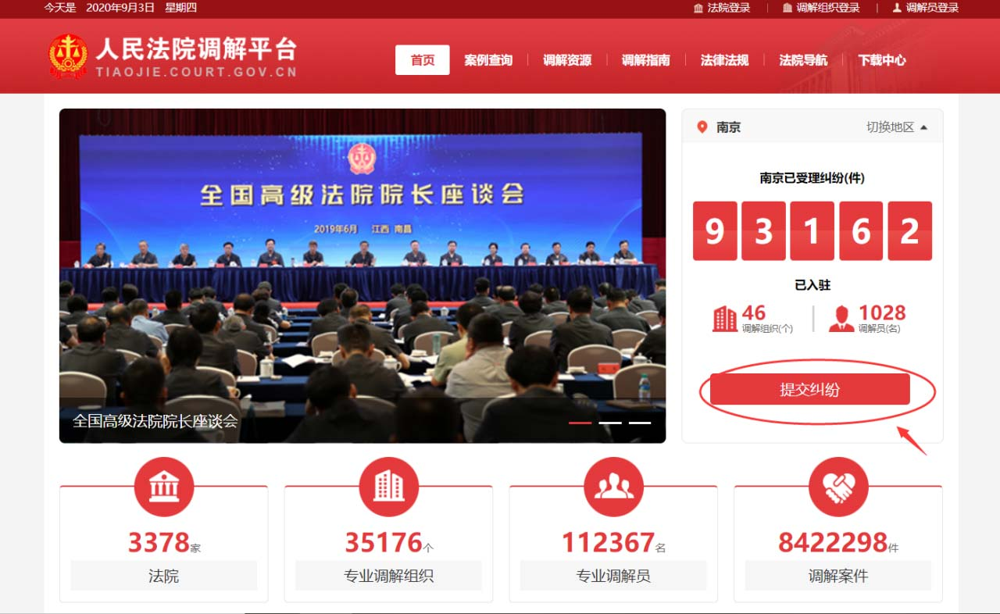 今天是 2020年9月3日 星期四
法院登录 | 调解组织登录 | 调解员登录
人民法院调解平台
TIAOJIE.COURT.GOV.CN
首页 案例查询 调解资源 调解指南 法律法规 法院导航 下载中心
全国高级法院院长座谈会
2019年6月 江西 南昌
全国高级法院院长座谈会
南京 切换地区
南京已受理纠纷(件)
9 3 1 6 2
已入驻
46 1028
调解组织(个) 调解员(名)
提交纠纷
3378家 35176个 112367名 8422298件
法院 专业调解组织 专业调解员 调解案件